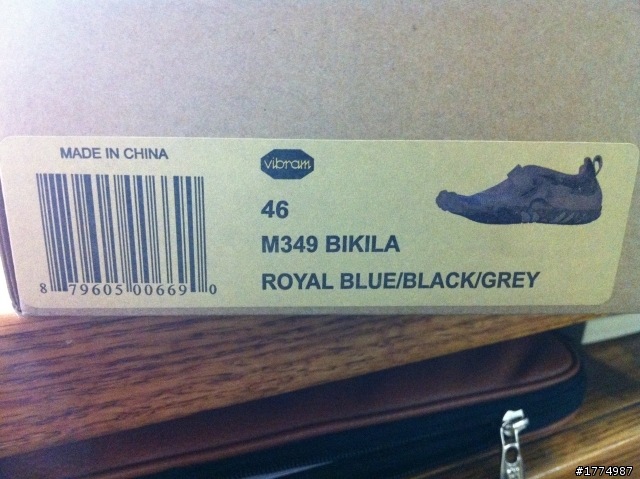 MADE IN CHINA
vibram
46
M349 BIKILA
ROYAL BLUE/BLACK/GREY
8 79605 00669 0
#1774987